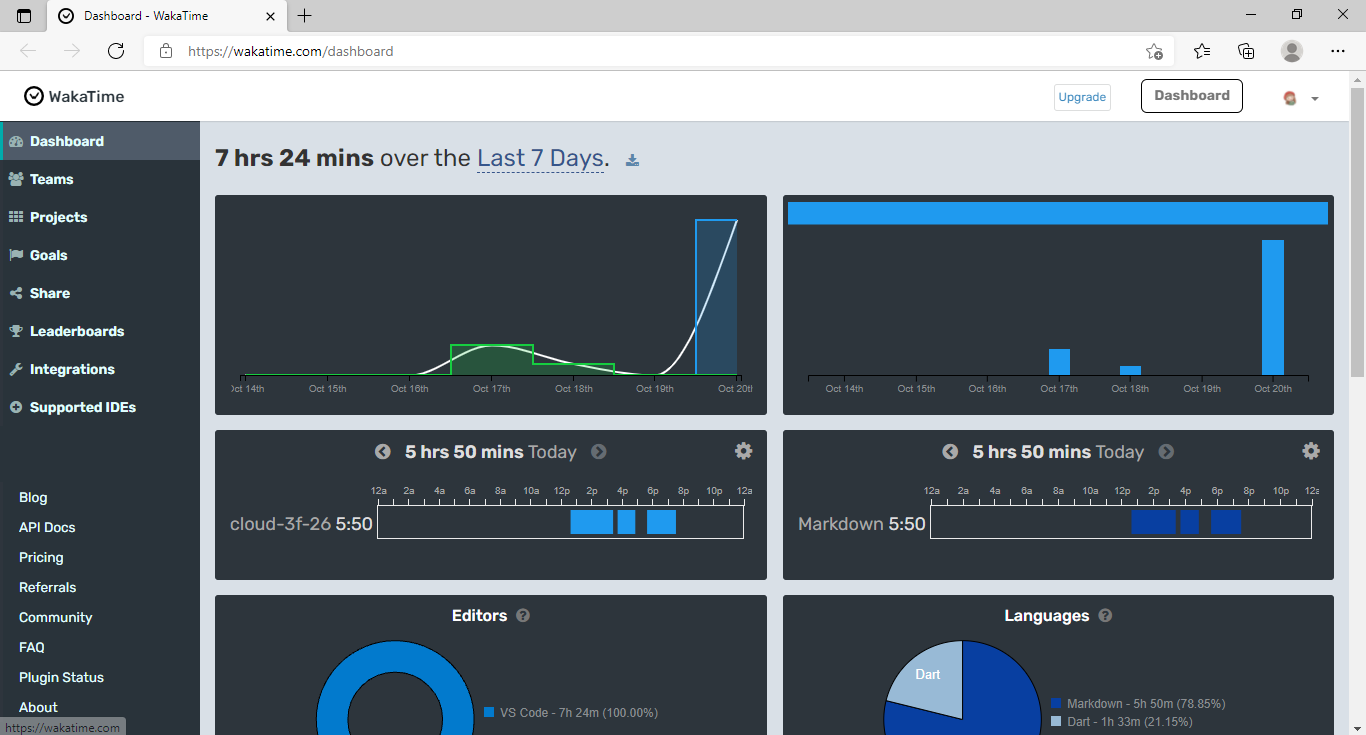 Dashboard - WakaTime
https://wakatime.com/dashboard
WakaTime
Upgrade
Dashboard
Dashboard
Teams
Projects
Goals
Share
Leaderboards
Integrations
Supported IDEs
Blog
API Docs
Pricing
Referrals
Community
FAQ
Plugin Status
About
https://wakatime.com
7 hrs 24 mins over the Last 7 Days.
Oct 14th Oct 15th Oct 16th Oct 17th Oct 18th Oct 19th Oct 20th
Oct 14th Oct 15th Oct 16th Oct 17th Oct 18th Oct 19th Oct 20th
5 hrs 50 mins Today
12a 2a 4a 6a 8a 10a 12p 2p 4p 6p 8p 10p 12a
cloud-3f-26 5:50
5 hrs 50 mins Today
12a 2a 4a 6a 8a 10a 12p 2p 4p 6p 8p 10p 12a
Markdown 5:50
Editors ?
VS Code - 7h 24m (100.00%)
Languages ?
Dart
Markdown - 5h 50m (78.85%)
Dart - 1h 33m (21.15%)